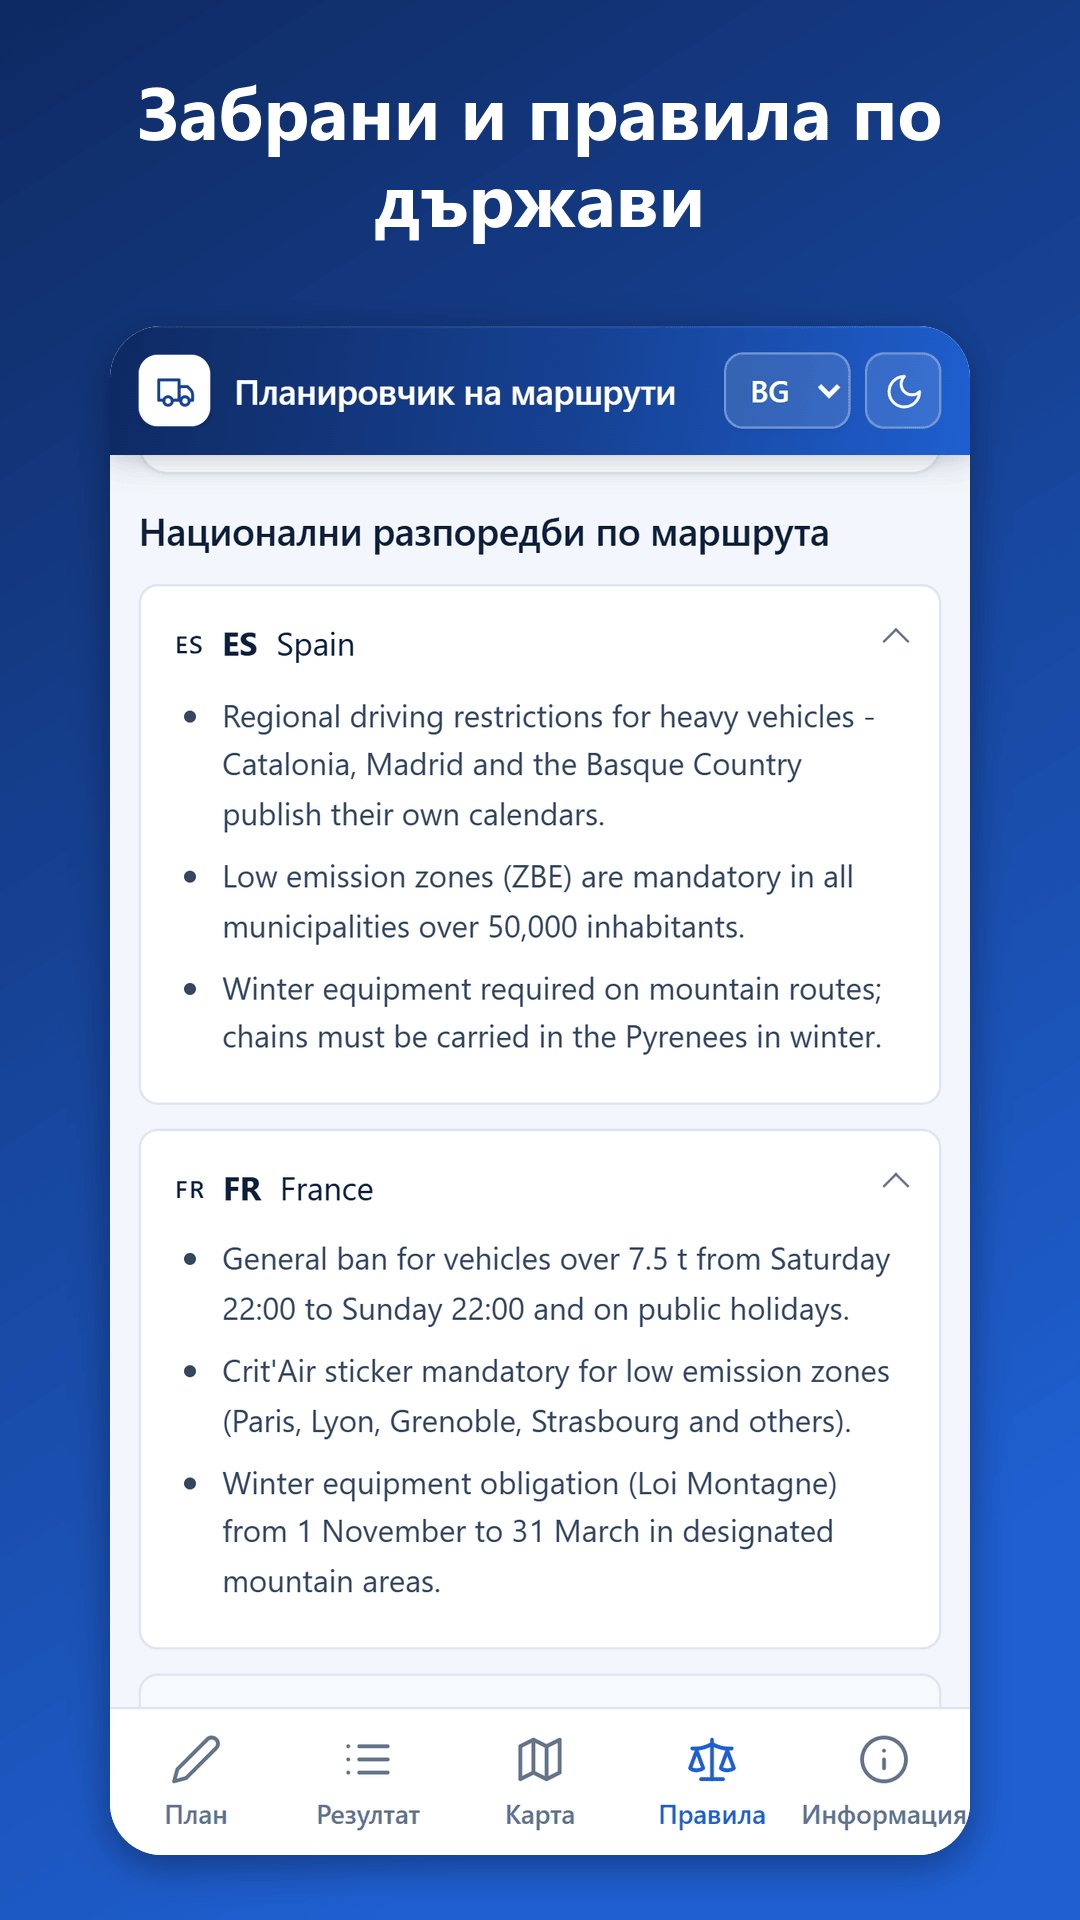 Забрани и правила по
държави
Планировчик на маршрути
BG
Национални разпоредби по маршрута
ES ES Spain
• Regional driving restrictions for heavy vehicles -
Catalonia, Madrid and the Basque Country
publish their own calendars.
• Low emission zones (ZBE) are mandatory in all
municipalities over 50,000 inhabitants.
• Winter equipment required on mountain routes;
chains must be carried in the Pyrenees in winter.
FR FR France
• General ban for vehicles over 7.5 t from Saturday
22:00 to Sunday 22:00 and on public holidays.
• Crit'Air sticker mandatory for low emission zones
(Paris, Lyon, Grenoble, Strasbourg and others).
• Winter equipment obligation (Loi Montagne)
from 1 November to 31 March in designated
mountain areas.
План Резултат Карта Правила Информация